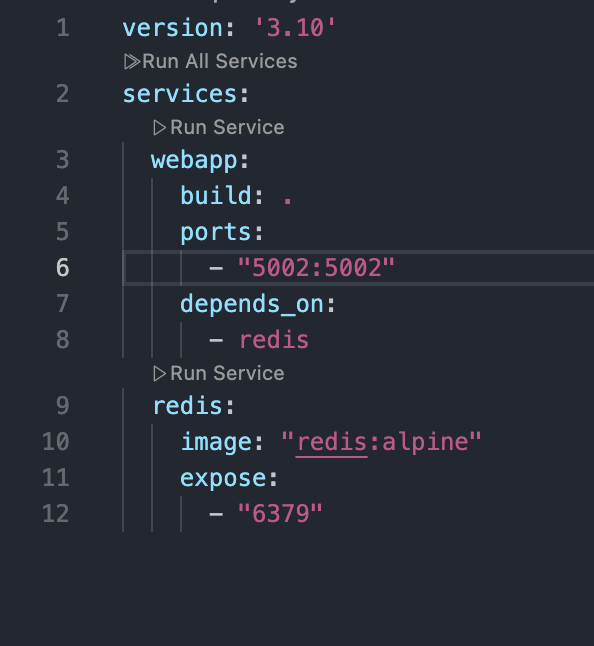 1 version: '3.10'
Run All Services
2 services:
Run Service
3 webapp:
4 build: .
5 ports:
6 - "5002:5002"
7 depends_on:
8 - redis
Run Service
9 redis:
10 image: "redis:alpine"
11 expose:
12 - "6379"